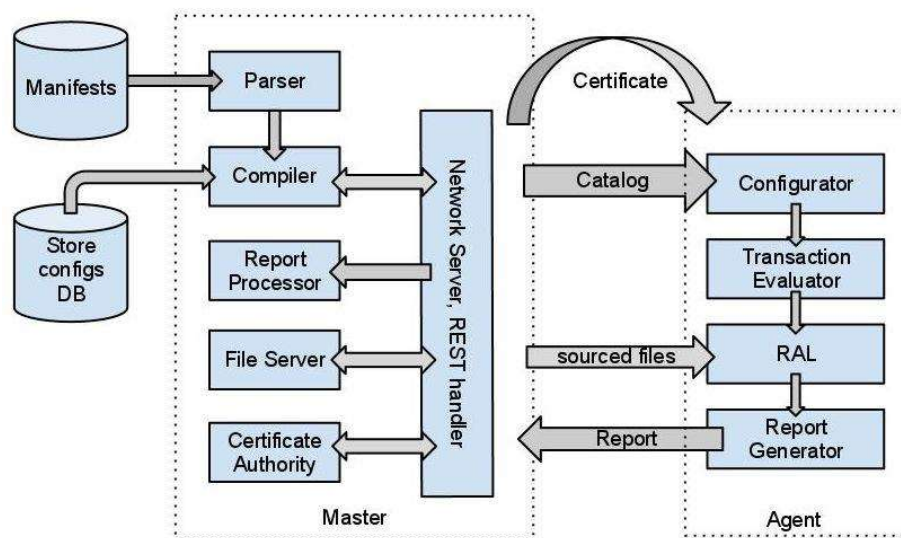 Manifests
Parser
Certificate
Compiler
Catalog
Configurator
Store
configs
DB
Report
Processor
Network Server, REST handler
Transaction
Evaluator
File Server
sourced files
RAL
Certificate
Authority
Report
Report
Generator
Master
Agent